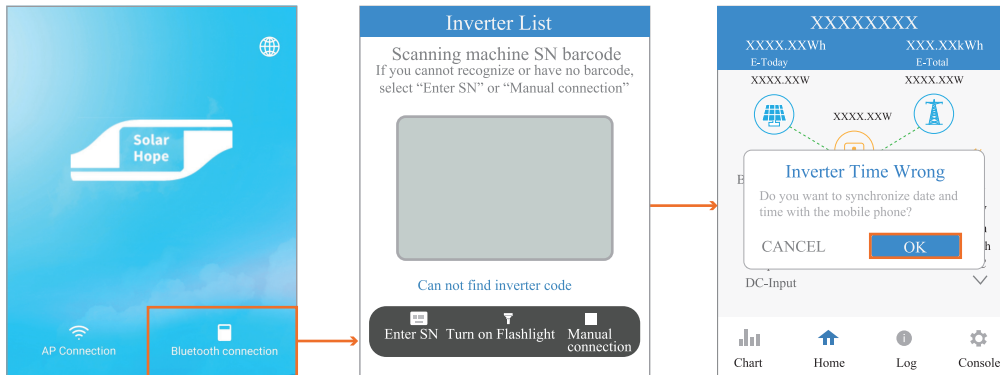 Solar
Hope
AP Connection
Bluetooth connection
Inverter List
Scanning machine SN barcode
If you cannot recognize or have no barcode,
select “Enter SN” or “Manual connection”
Can not find inverter code
Enter SN
Turn on Flashlight
Manual
connection
XXXXXXXX
XXXX.XXWh
XXX.XXkWh
E-Today
E-Total
XXXX.XXW
XXXX.XXW
XXXX.XXW
Inverter Time Wrong
Do you want to synchronize date and
time with the mobile phone?
CANCEL
OK
DC-Input
Chart
Home
Log
Console